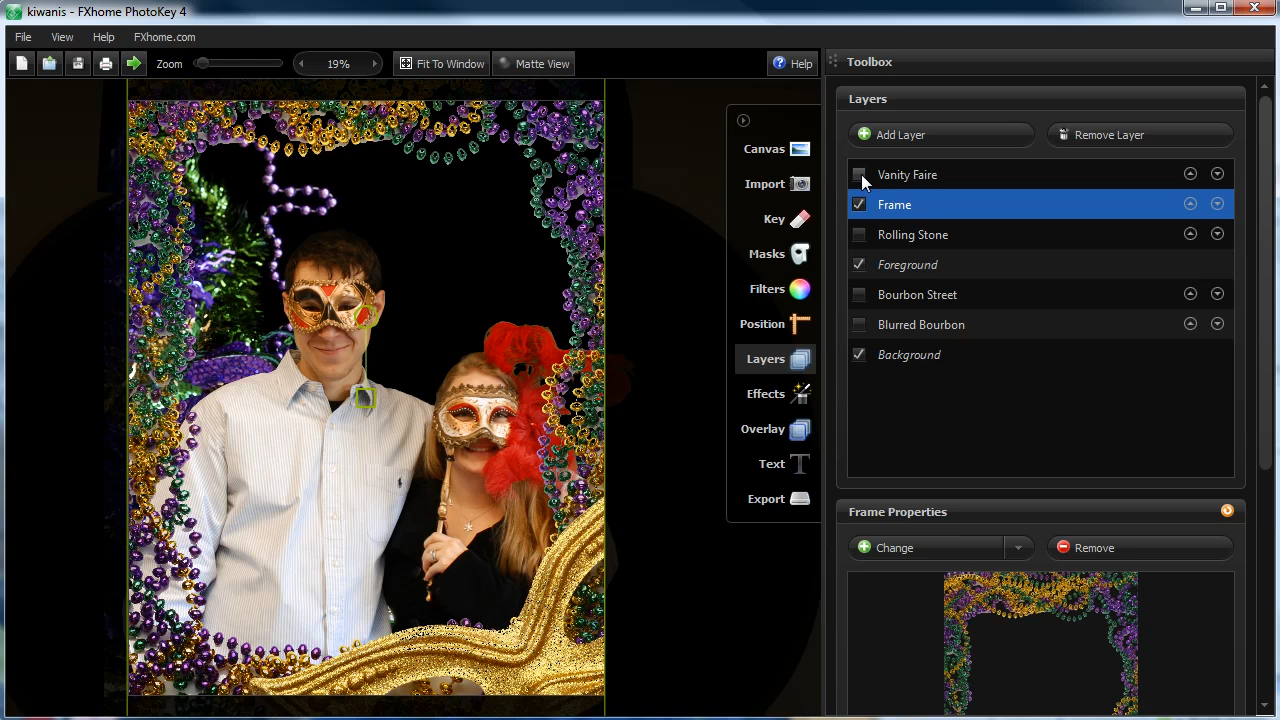 kiwanis - FXhome PhotoKey 4
File View Help FXhome.com
Zoom 19% Fit To Window Matte View Help
Toolbox
Layers
Add Layer Remove Layer
Vanity Faire
Frame
Rolling Stone
Foreground
Bourbon Street
Blurred Bourbon
Background
Canvas
Import
Key
Masks
Filters
Position
Layers
Effects
Overlay
Text
Export
Frame Properties
Change Remove